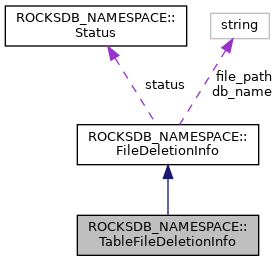 ROCKSDB_NAMESPACE::
Status
string
status
file_path
db_name
ROCKSDB_NAMESPACE::
FileDeletionInfo
ROCKSDB_NAMESPACE::
TableFileDeletionInfo